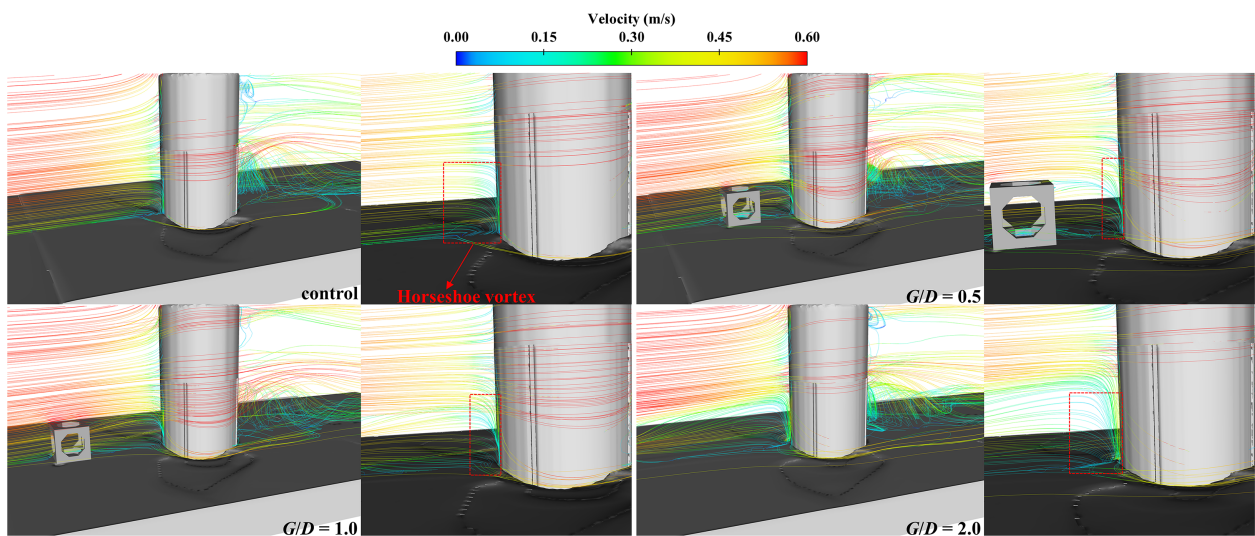 Velocity (m/s)
0.00 0.15 0.30 0.45 0.60
control
Horseshoe vortex
G/D = 0.5
G/D = 1.0
G/D = 2.0